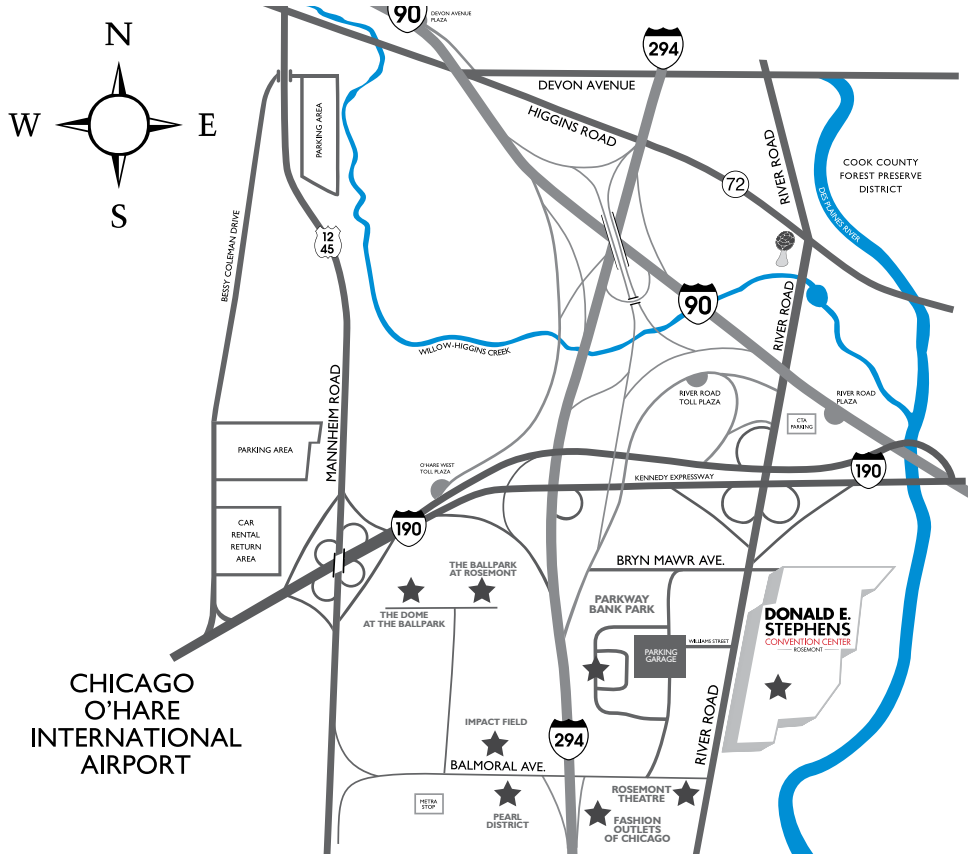 90
DEVON AVENUE
PLAZA
N
W
E
S
294
DEVON AVENUE
HIGGINS ROAD
PARKING AREA
RIVER ROAD
72
COOK COUNTY
FOREST PRESERVE
DISTRICT
DES PLAINES RIVER
12
45
BESSY COLEMAN DRIVE
90
RIVER ROAD
WILLOW-HIGGINS CREEK
MANNHEIM ROAD
RIVER ROAD
TOLL PLAZA
RIVER ROAD
PLAZA
CTA
PARKING
PARKING AREA
O'HARE WEST
TOLL PLAZA
KENNEDY EXPRESSWAY
190
CAR
RENTAL
RETURN
AREA
190
BRYN MAWR AVE.
THE BALLPARK
AT ROSEMONT
THE DOME
AT THE BALLPARK
PARKWAY
BANK PARK
WILLIAMS STREET
PARKING
GARAGE
DONALD E.
STEPHENS
CONVENTION CENTER
ROSEMONT
CHICAGO
O'HARE
INTERNATIONAL
AIRPORT
RIVER ROAD
IMPACT FIELD
294
BALMORAL AVE.
METRA
STOP
PEARL
DISTRICT
ROSEMONT
THEATRE
FASHION
OUTLETS
OF CHICAGO